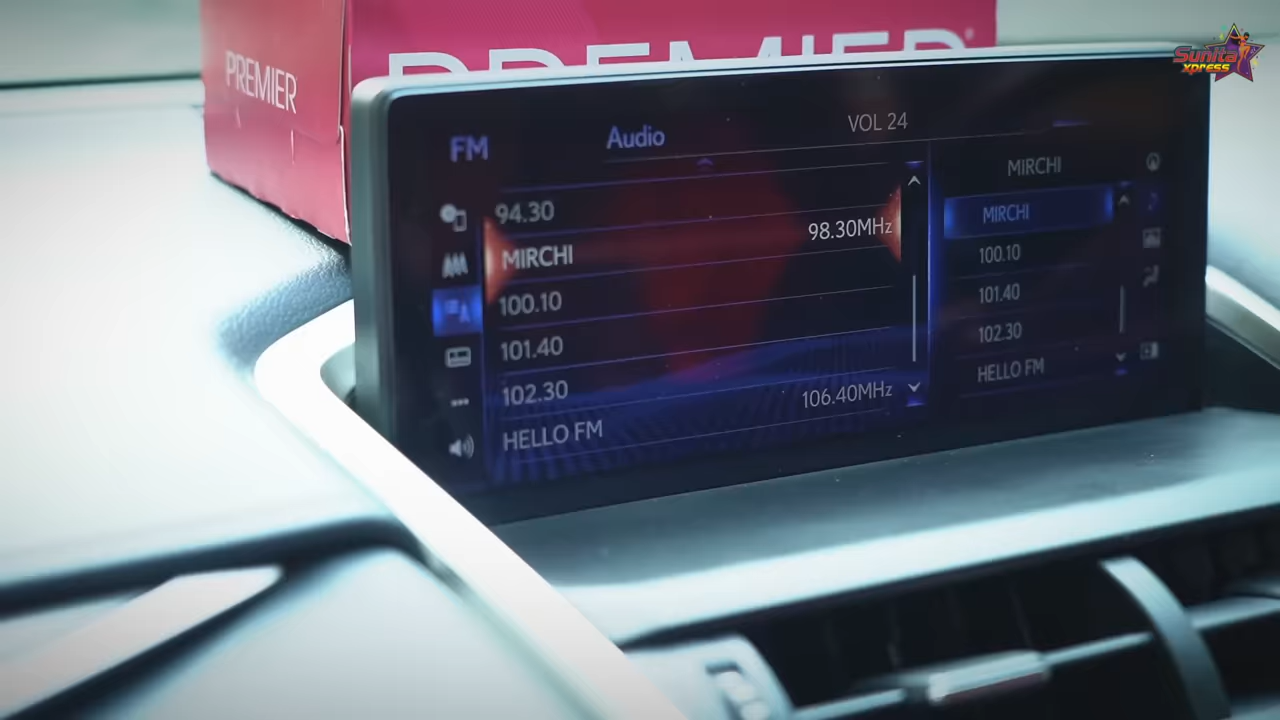 PREMIER
PREMIER
Sunita
xpress
FM
Audio
VOL 24
94.30
MIRCHI
98.30MHz
100.10
101.40
102.30
HELLO FM
106.40MHz
MIRCHI
MIRCHI
100.10
101.40
102.30
HELLO FM